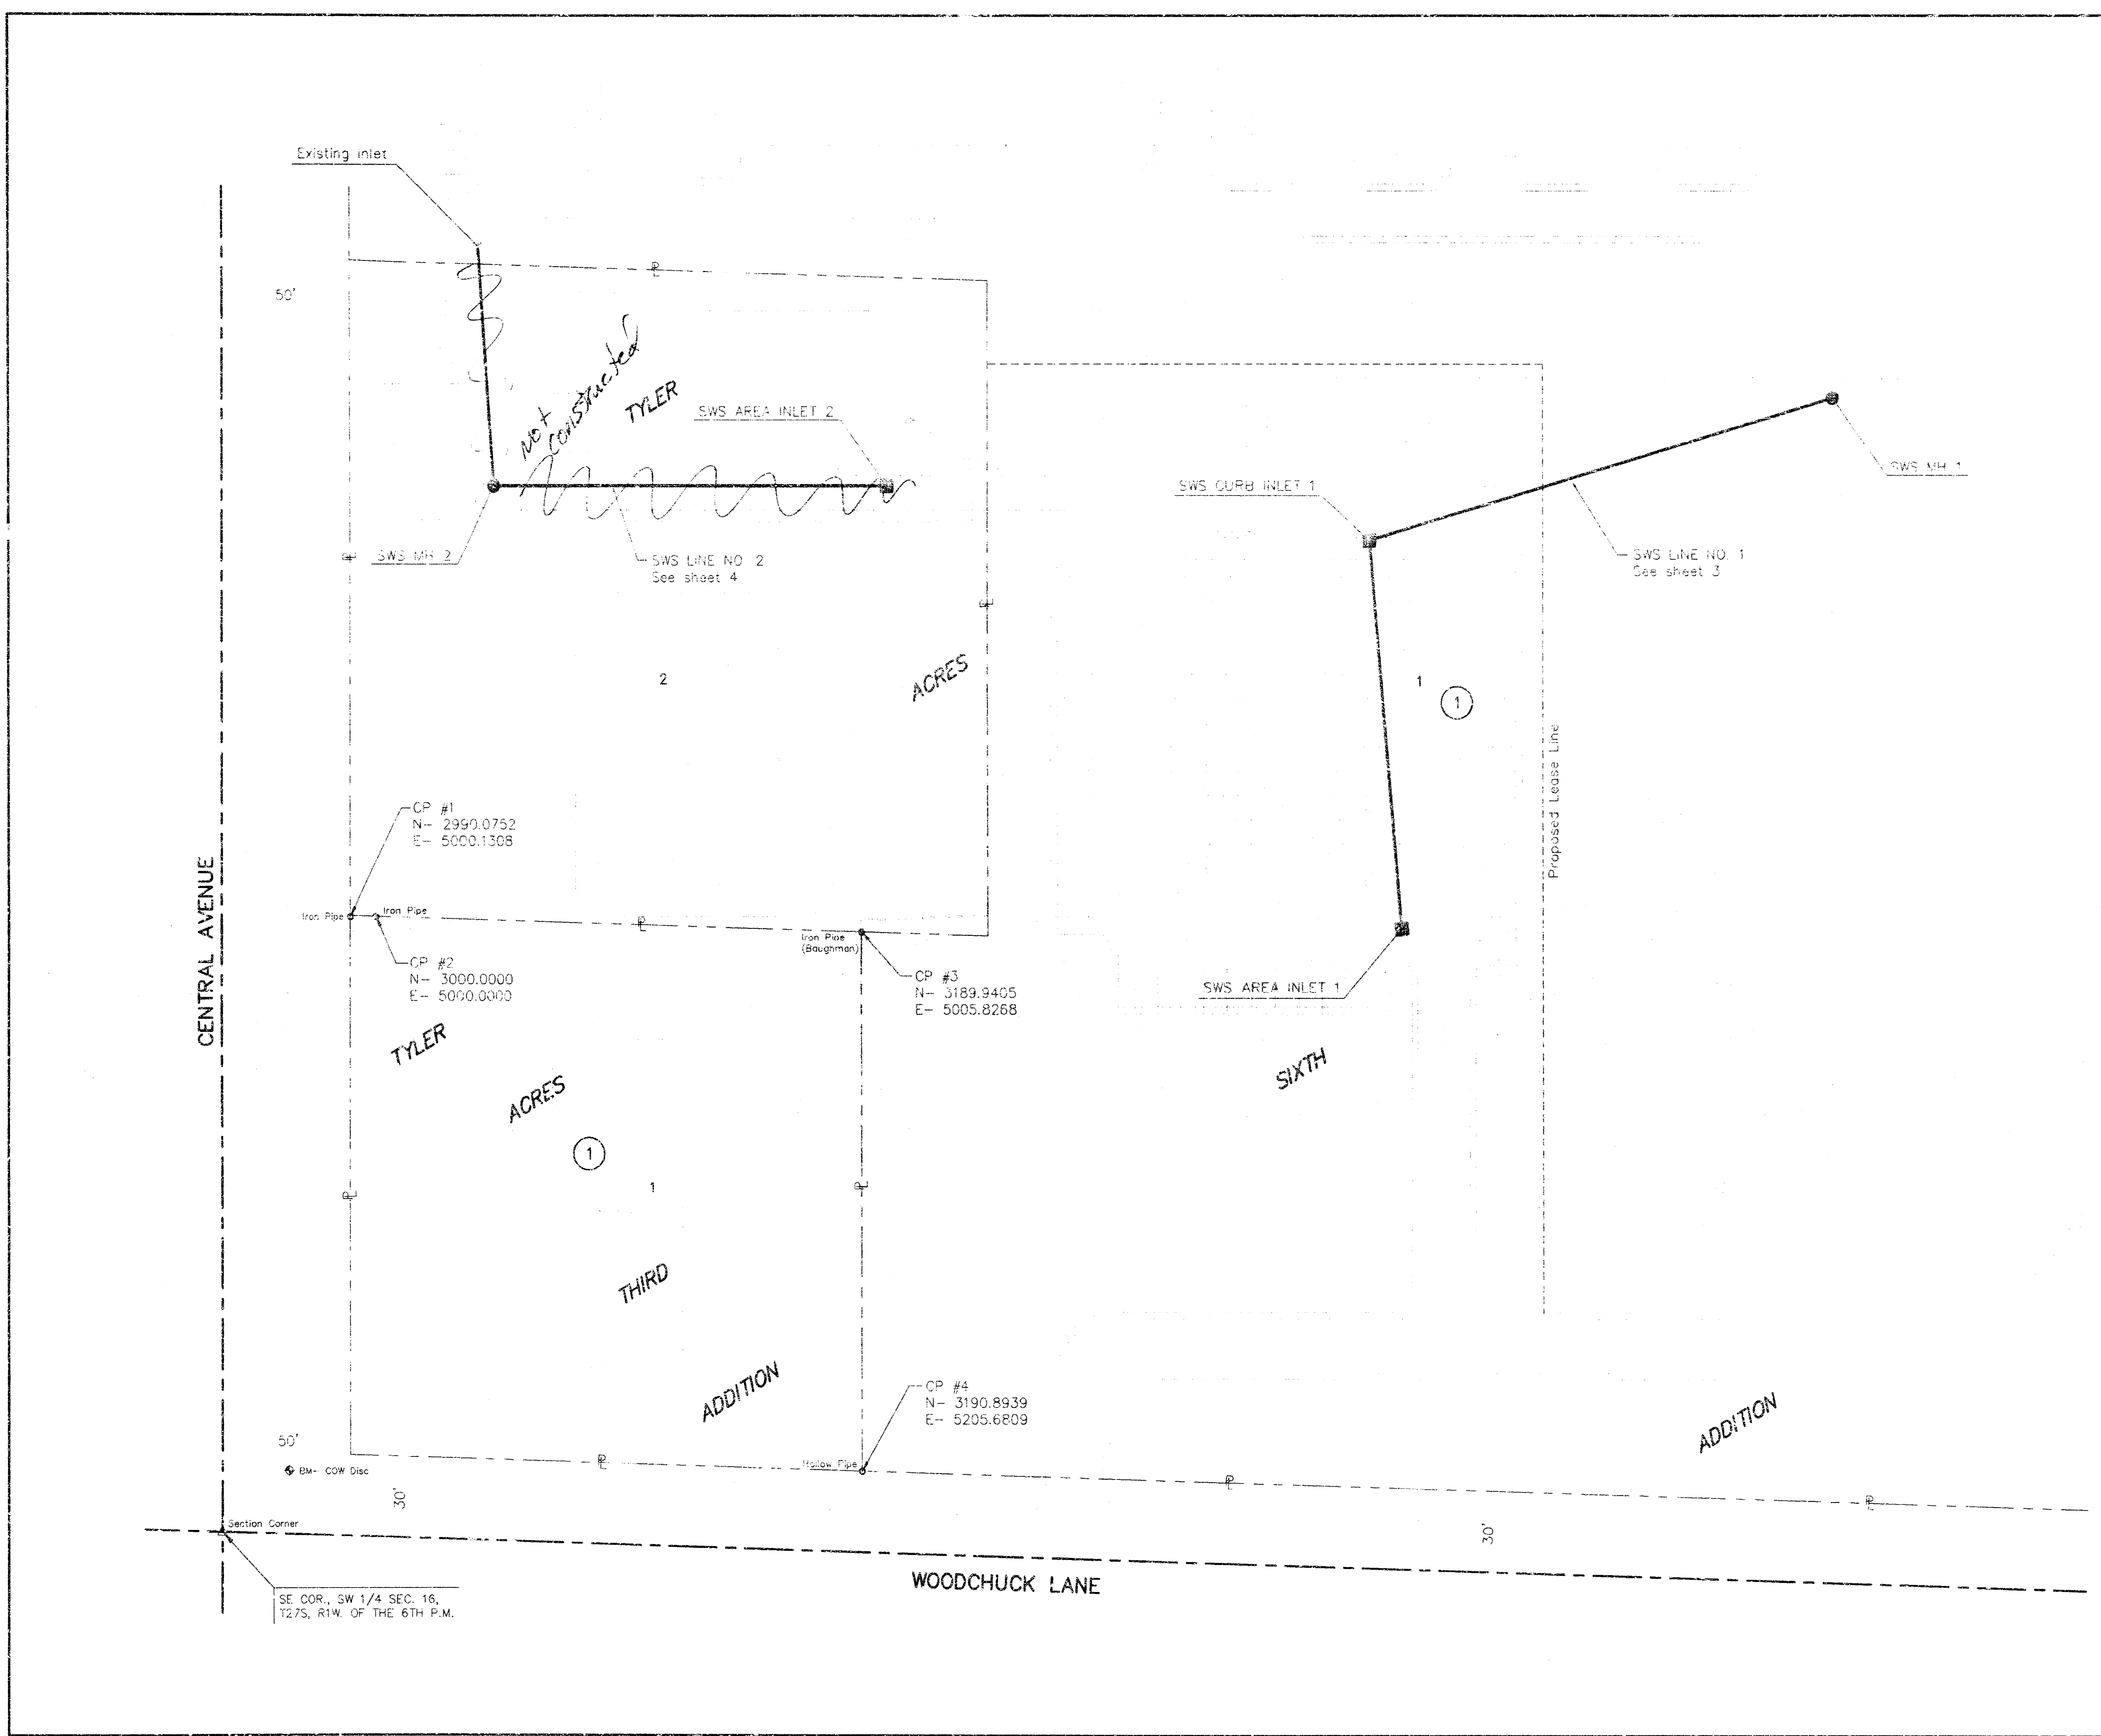 Existing inlet
50'
℄
Not
constructed
TYLER
SWS AREA INLET 2
SWS MH 2
SWS LINE NO. 2
See sheet 4
SWS CURB INLET 1
SWS MH 1
SWS LINE NO. 1
See sheet 3
2
ACRES
1
1
Proposed Lease Line
CP #1
N- 2990.0752
E- 5000.1308
Iron Pipe
Iron Pipe
CP #2
N- 3000.0000
E- 5000.0000
Iron Pipe
(Baughman)
CP #3
N- 3189.9405
E- 5005.8268
SWS AREA INLET 1
CENTRAL AVENUE
TYLER
ACRES
1
1
THIRD
ADDITION
SIXTH
ADDITION
CP #4
N- 3190.8939
E- 5205.6809
Hollow Pipe
50'
BM- COW Disc
30'
30'
Section Corner
WOODCHUCK LANE
SE COR., SW 1/4 SEC. 16,
T27S, R1W. OF THE 6TH P.M.